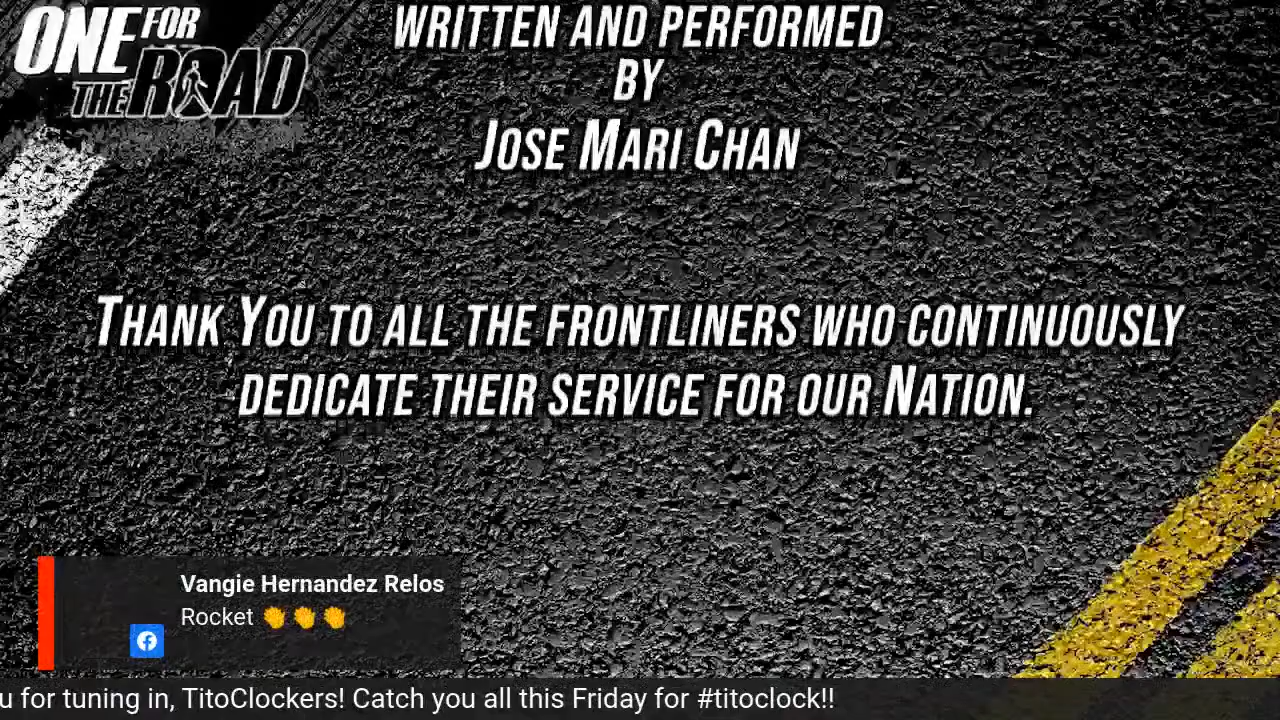 ONE FOR
THE ROAD
WRITTEN AND PERFORMED
BY
JOSE MARI CHAN
THANK YOU TO ALL THE FRONTLINERS WHO CONTINUOUSLY
DEDICATE THEIR SERVICE FOR OUR NATION.
Vangie Hernandez Relos
Rocket 👏👏👏
u for tuning in, TitoClockers! Catch you all this Friday for #titoclock!!